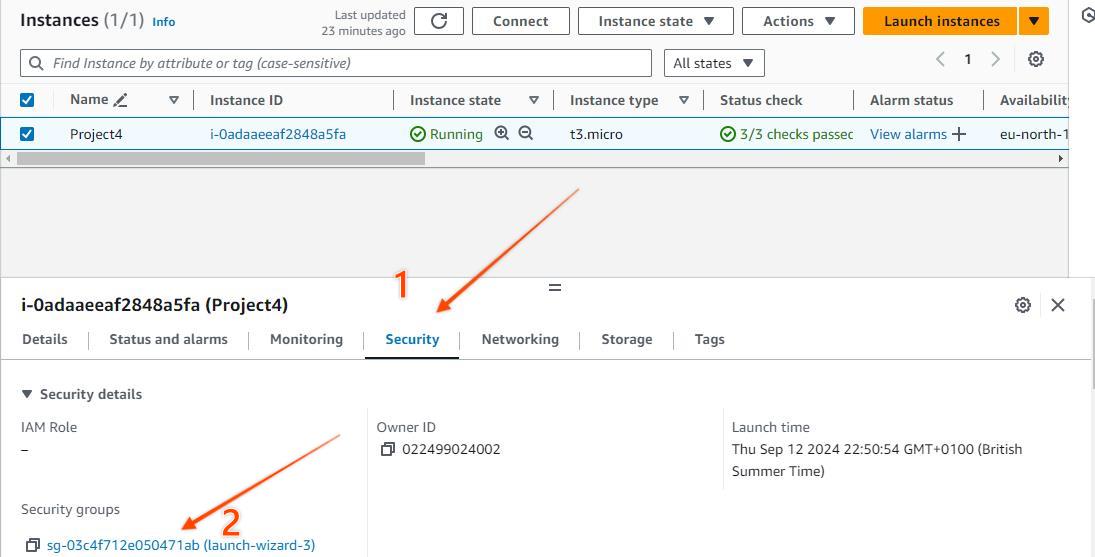 Instances (1/1) Info
Last updated
23 minutes ago
Connect
Instance state
Actions
Launch instances
Find Instance by attribute or tag (case-sensitive)
All states
1
Name Instance ID Instance state Instance type Status check Alarm status Availability
Project4 i-0adaaeeaf2848a5fa Running t3.micro 3/3 checks passec View alarms eu-north-1
1
i-0adaaeeaf2848a5fa (Project4)
Details Status and alarms Monitoring Security Networking Storage Tags
Security details
IAM Role
–
Owner ID
022499024002
Launch time
Thu Sep 12 2024 22:50:54 GMT+0100 (British
Summer Time)
Security groups
2
sg-03c4f712e050471ab (launch-wizard-3)